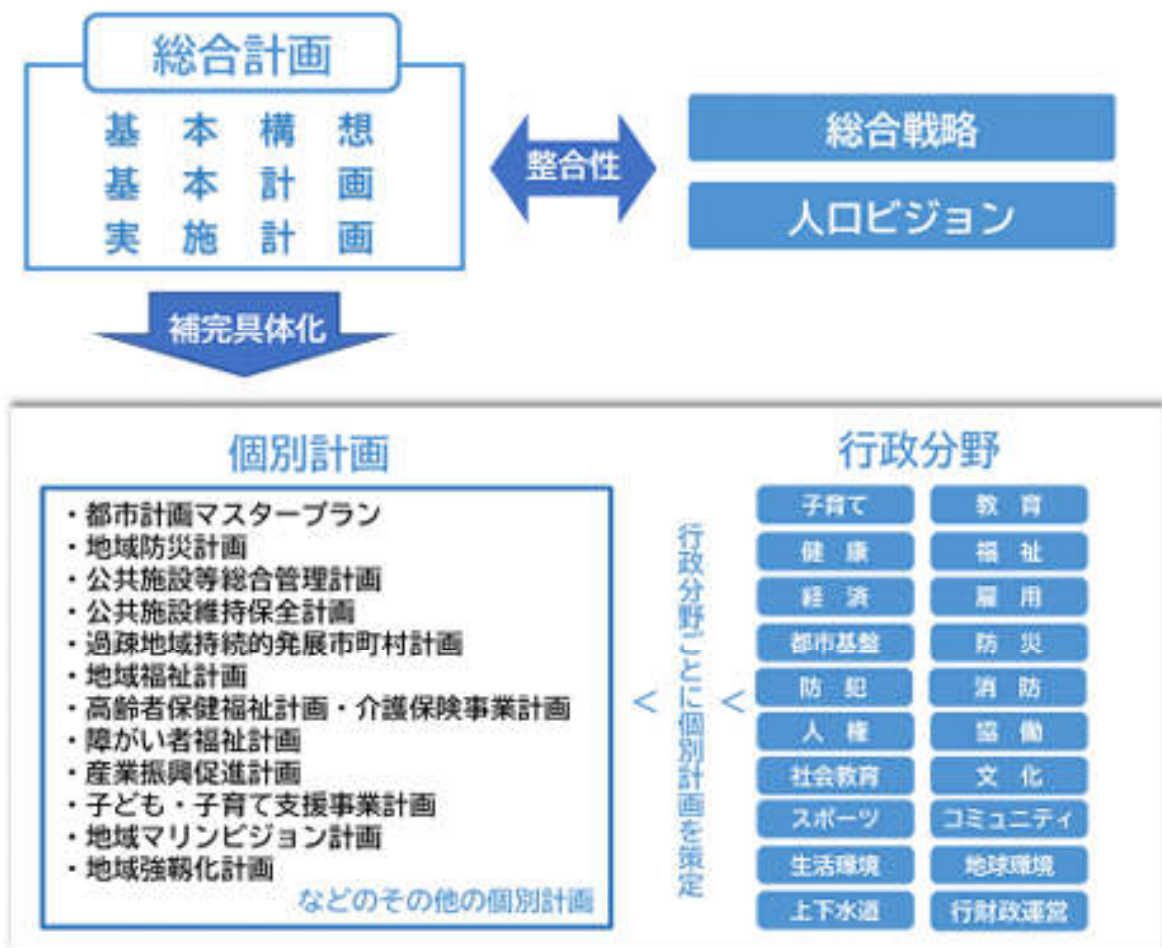 総合計画
基本構想
基本計画
実施計画
整合性
総合戦略
人口ビジョン
補完具体化
個別計画
・都市計画マスタープラン
・地域防災計画
・公共施設等総合管理計画
・公共施設維持保全計画
・過疎地域持続的発展市町村計画
・地域福祉計画
・高齢者保健福祉計画・介護保険事業計画
・障がい者福祉計画
・産業振興促進計画
・子ども・子育て支援事業計画
・地域マリンビジョン計画
・地域強靱化計画
などのその他の個別計画
<
行政分野ごとに個別計画を策定
<
行政分野
子育て
教育
健康
福祉
経済
雇用
都市基盤
防災
防犯
消防
人権
協働
社会教育
文化
スポーツ
コミュニティ
生活環境
地球環境
上下水道
行財政運営